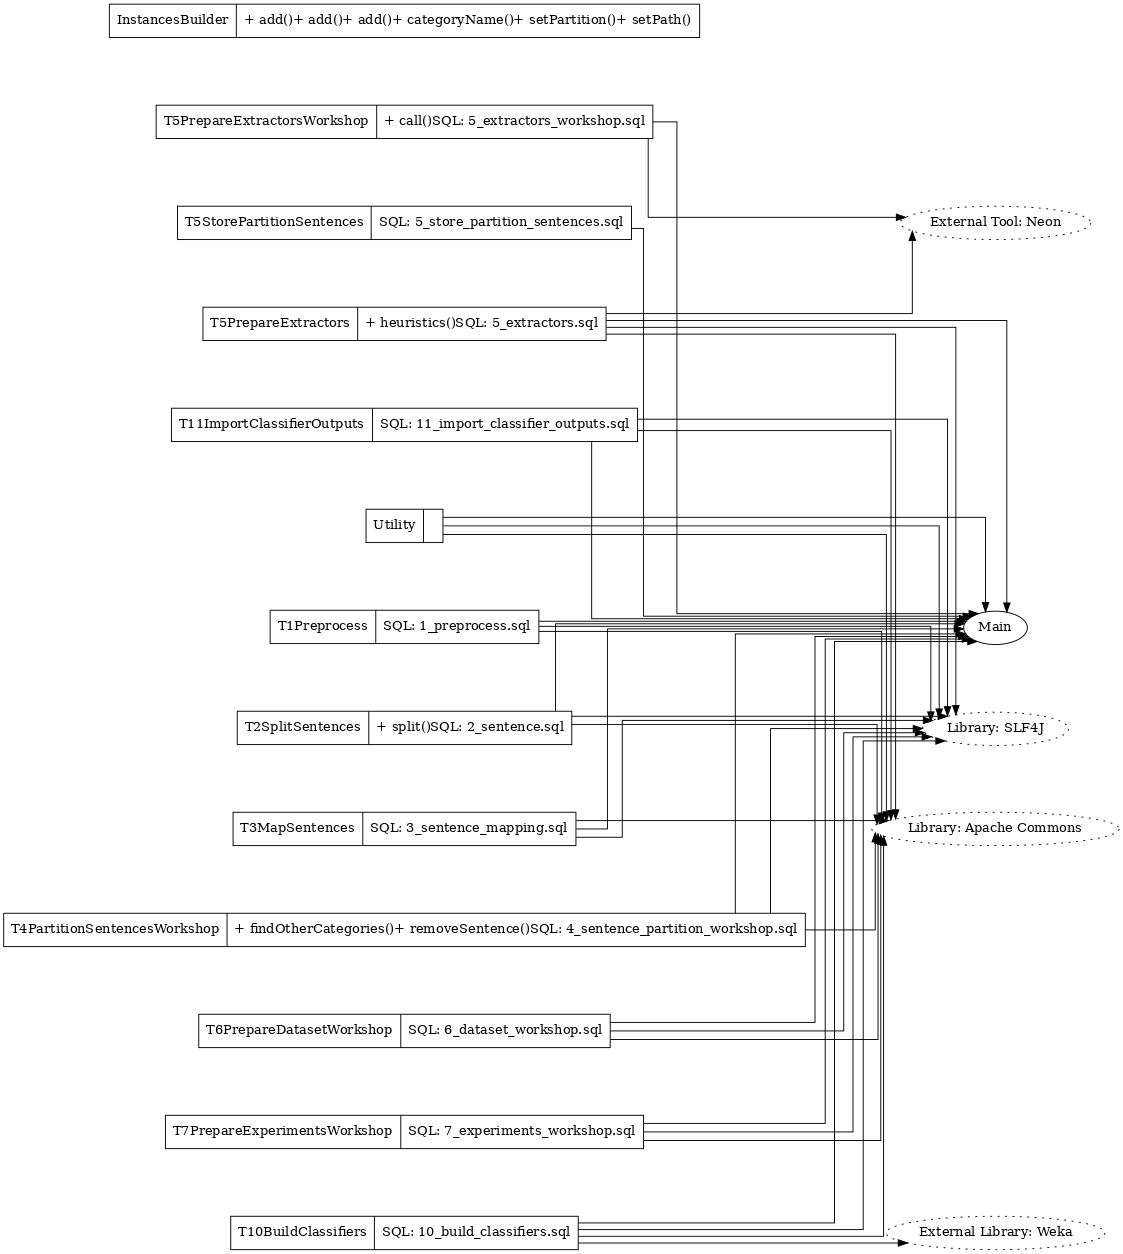 InstancesBuilder + add()+ add()+ add()+ categoryName()+ setPartition()+ setPath()
T5PrepareExtractorsWorkshop + call()SQL: 5_extractors_workshop.sql
T5StorePartitionSentences SQL: 5_store_partition_sentences.sql
External Tool: Neon
T5PrepareExtractors + heuristics()SQL: 5_extractors.sql
T11ImportClassifierOutputs SQL: 11_import_classifier_outputs.sql
Utility
T1Preprocess SQL: 1_preprocess.sql
Main
T2SplitSentences + split()SQL: 2_sentence.sql
Library: SLF4J
T3MapSentences SQL: 3_sentence_mapping.sql
Library: Apache Commons
T4PartitionSentencesWorkshop + findOtherCategories()+ removeSentence()SQL: 4_sentence_partition_workshop.sql
T6PrepareDatasetWorkshop SQL: 6_dataset_workshop.sql
T7PrepareExperimentsWorkshop SQL: 7_experiments_workshop.sql
T10BuildClassifiers SQL: 10_build_classifiers.sql
External Library: Weka